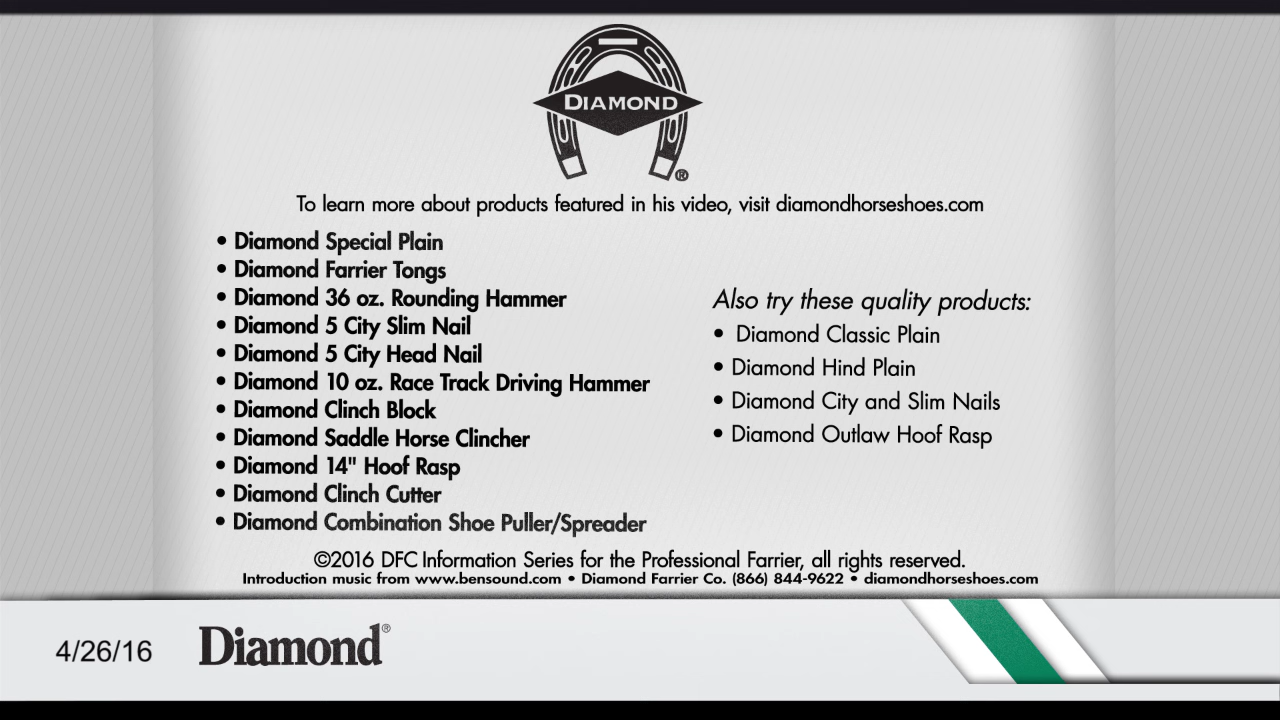 DIAMOND
®
To learn more about products featured in his video, visit diamondhorseshoes.com
• Diamond Special Plain
• Diamond Farrier Tongs
• Diamond 36 oz. Rounding Hammer
• Diamond 5 City Slim Nail
• Diamond 5 City Head Nail
• Diamond 10 oz. Race Track Driving Hammer
• Diamond Clinch Block
• Diamond Saddle Horse Clincher
• Diamond 14" Hoof Rasp
• Diamond Clinch Cutter
• Diamond Combination Shoe Puller/Spreader
Also try these quality products:
• Diamond Classic Plain
• Diamond Hind Plain
• Diamond City and Slim Nails
• Diamond Outlaw Hoof Rasp
©2016 DFC Information Series for the Professional Farrier, all rights reserved.
Introduction music from www.bensound.com • Diamond Farrier Co. (866) 844-9622 • diamondhorseshoes.com
4/26/16 Diamond®